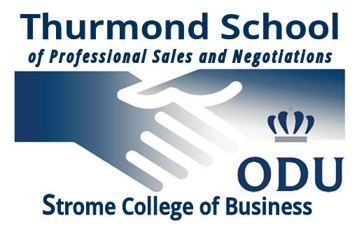 Thurmond School
of Professional Sales and Negotiations
ODU
Strome College of Business